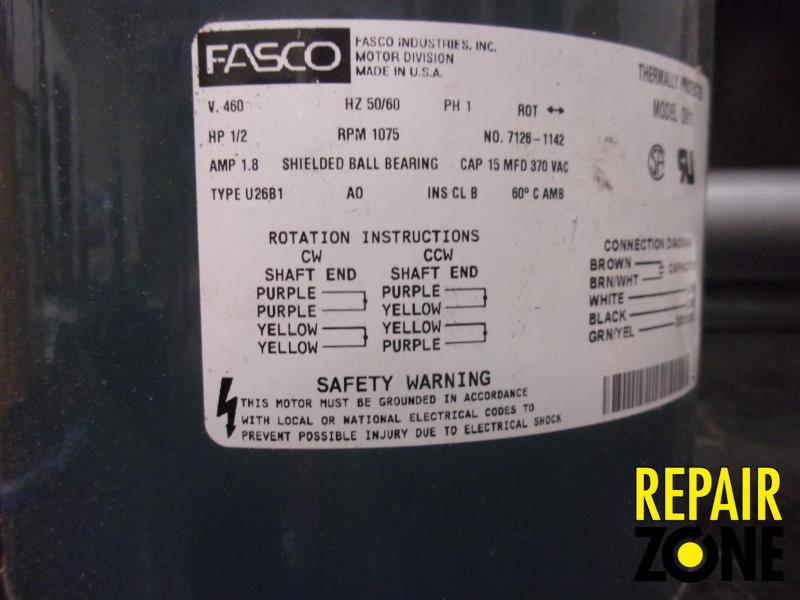 FASCO
FASCO INDUSTRIES, INC.
MOTOR DIVISION
MADE IN U.S.A.
THERMALLY PROTECTED
MODEL
V. 460 HZ 50/60 PH 1 ROT ↔
HP 1/2 RPM 1075 NO. 7126-1142
AMP 1.8 SHIELDED BALL BEARING CAP 15 MFD 370 VAC
TYPE U26B1 AO INS CL B 60° C AMB
ROTATION INSTRUCTIONS
CW CCW
SHAFT END SHAFT END
PURPLE PURPLE
PURPLE YELLOW
YELLOW YELLOW
YELLOW PURPLE
CONNECTION DIAGRAM
BROWN
BRN/WHT
WHITE
BLACK
GRN/YEL
SAFETY WARNING
THIS MOTOR MUST BE GROUNDED IN ACCORDANCE
WITH LOCAL OR NATIONAL ELECTRICAL CODES TO
PREVENT POSSIBLE INJURY DUE TO ELECTRICAL SHOCK
REPAIR
ZONE